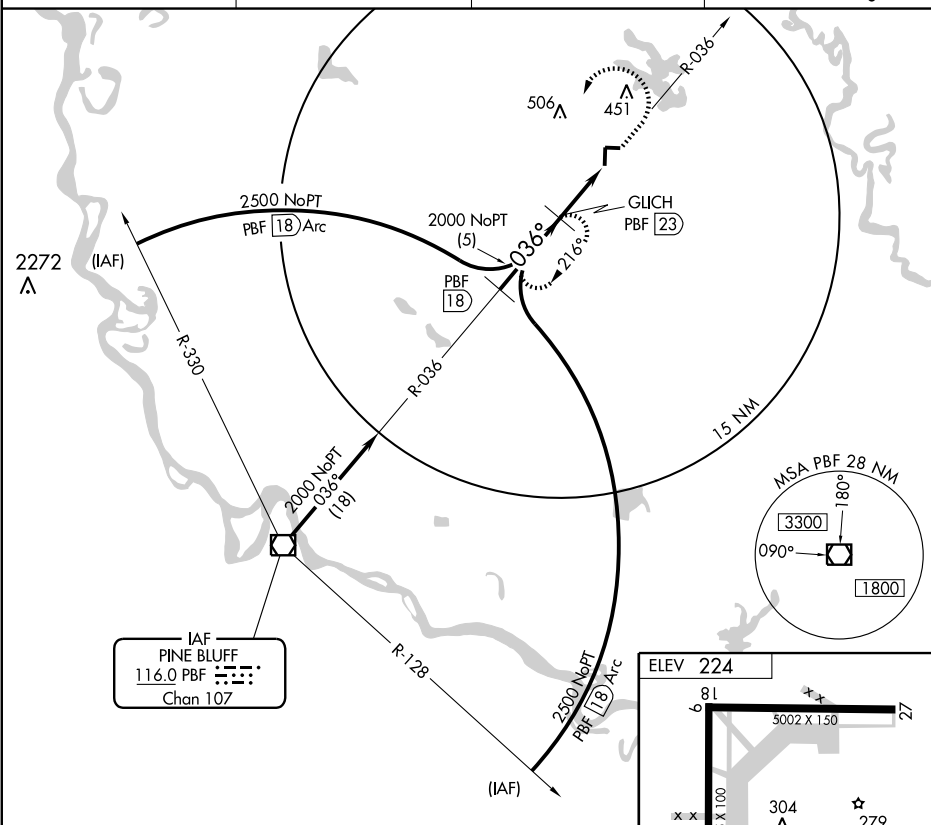 R-036
506
451
2500 NoPT
PBF 18 Arc
2000 NoPT
(5)
GLICH
PBF 23
036°
216°
2272
(IAF)
PBF
18
R-330
R-036
15 NM
2000 NoPT
036°
(18)
MSA PBF 28 NM
180°
3300
090°
1800
IAF
PINE BLUFF
116.0 PBF
Chan 107
R-128
2500 NoPT
PBF 18 Arc
(IAF)
ELEV 224
18
9
5002 X 150
27
X 100
304
279